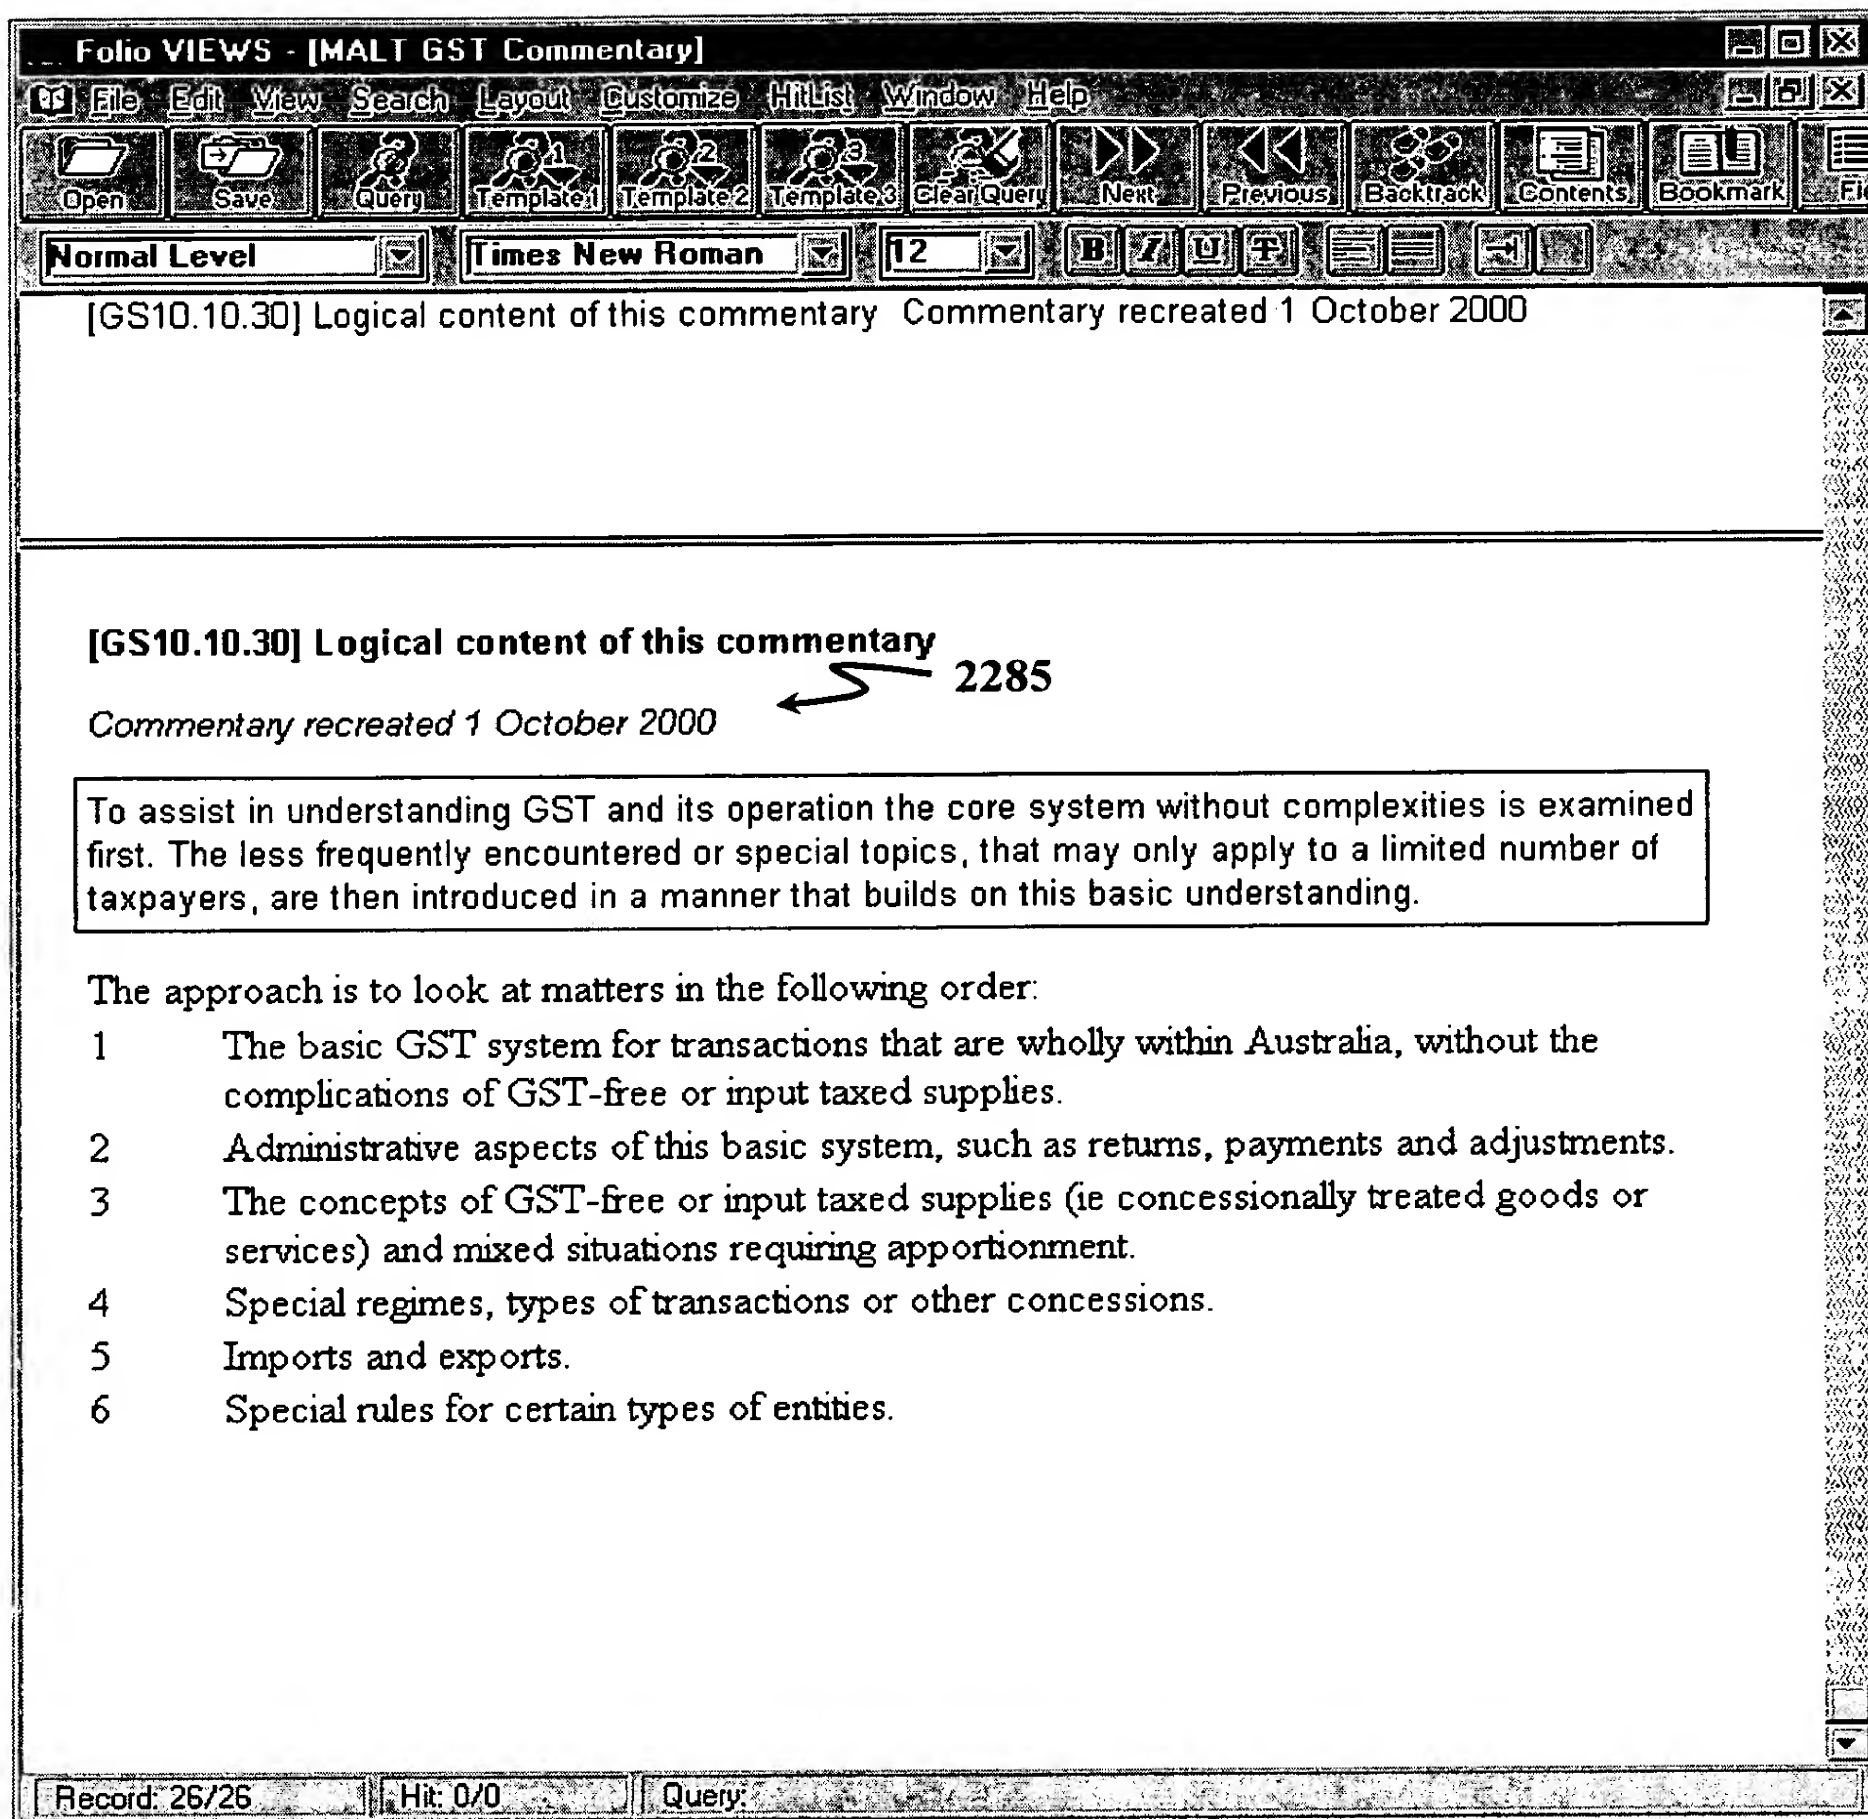 Folio VIEWS - [MALT GST Commentary]
File Edit View Search Layout Customize HitList Window Help
Open Save Query Template 1 Template 2 Template 3 Clear Query Next Previous Backtrack Contents Bookmark
Normal Level Times New Roman 12 B I U T
[GS10.10.30] Logical content of this commentary Commentary recreated 1 October 2000
[GS10.10.30] Logical content of this commentary
2285
Commentary recreated 1 October 2000
To assist in understanding GST and its operation the core system without complexities is examined
first. The less frequently encountered or special topics, that may only apply to a limited number of
taxpayers, are then introduced in a manner that builds on this basic understanding.
The approach is to look at matters in the following order:
1 The basic GST system for transactions that are wholly within Australia, without the
complications of GST-free or input taxed supplies.
2 Administrative aspects of this basic system, such as returns, payments and adjustments.
3 The concepts of GST-free or input taxed supplies (ie concessionally treated goods or
services) and mixed situations requiring apportionment.
4 Special regimes, types of transactions or other concessions.
5 Imports and exports.
6 Special rules for certain types of entities.
Record: 26/26 Hit: 0/0 Query: